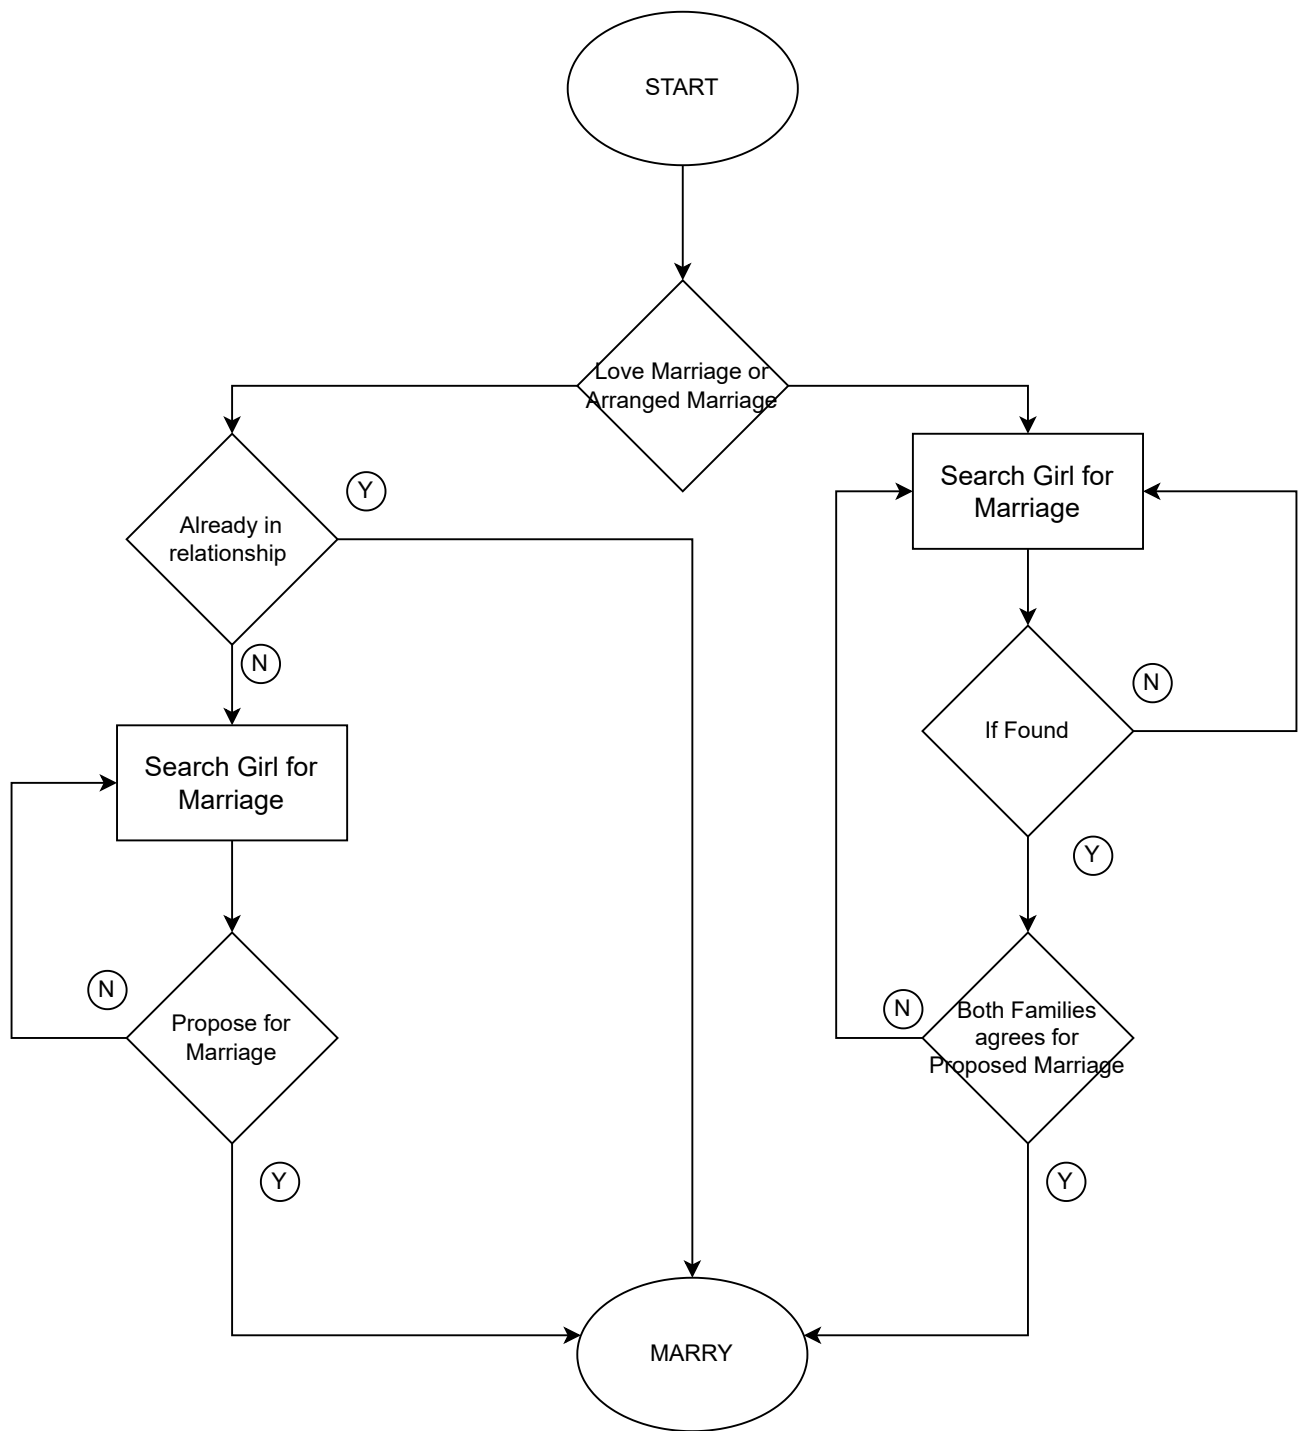 START
Love Marriage or
Arranged Marriage
Already in
relationship
Y
N
Search Girl for
Marriage
N
Propose for
Marriage
Y
Search Girl for
Marriage
If Found
N
Y
N
Both Families
agrees for
Proposed Marriage
Y
MARRY